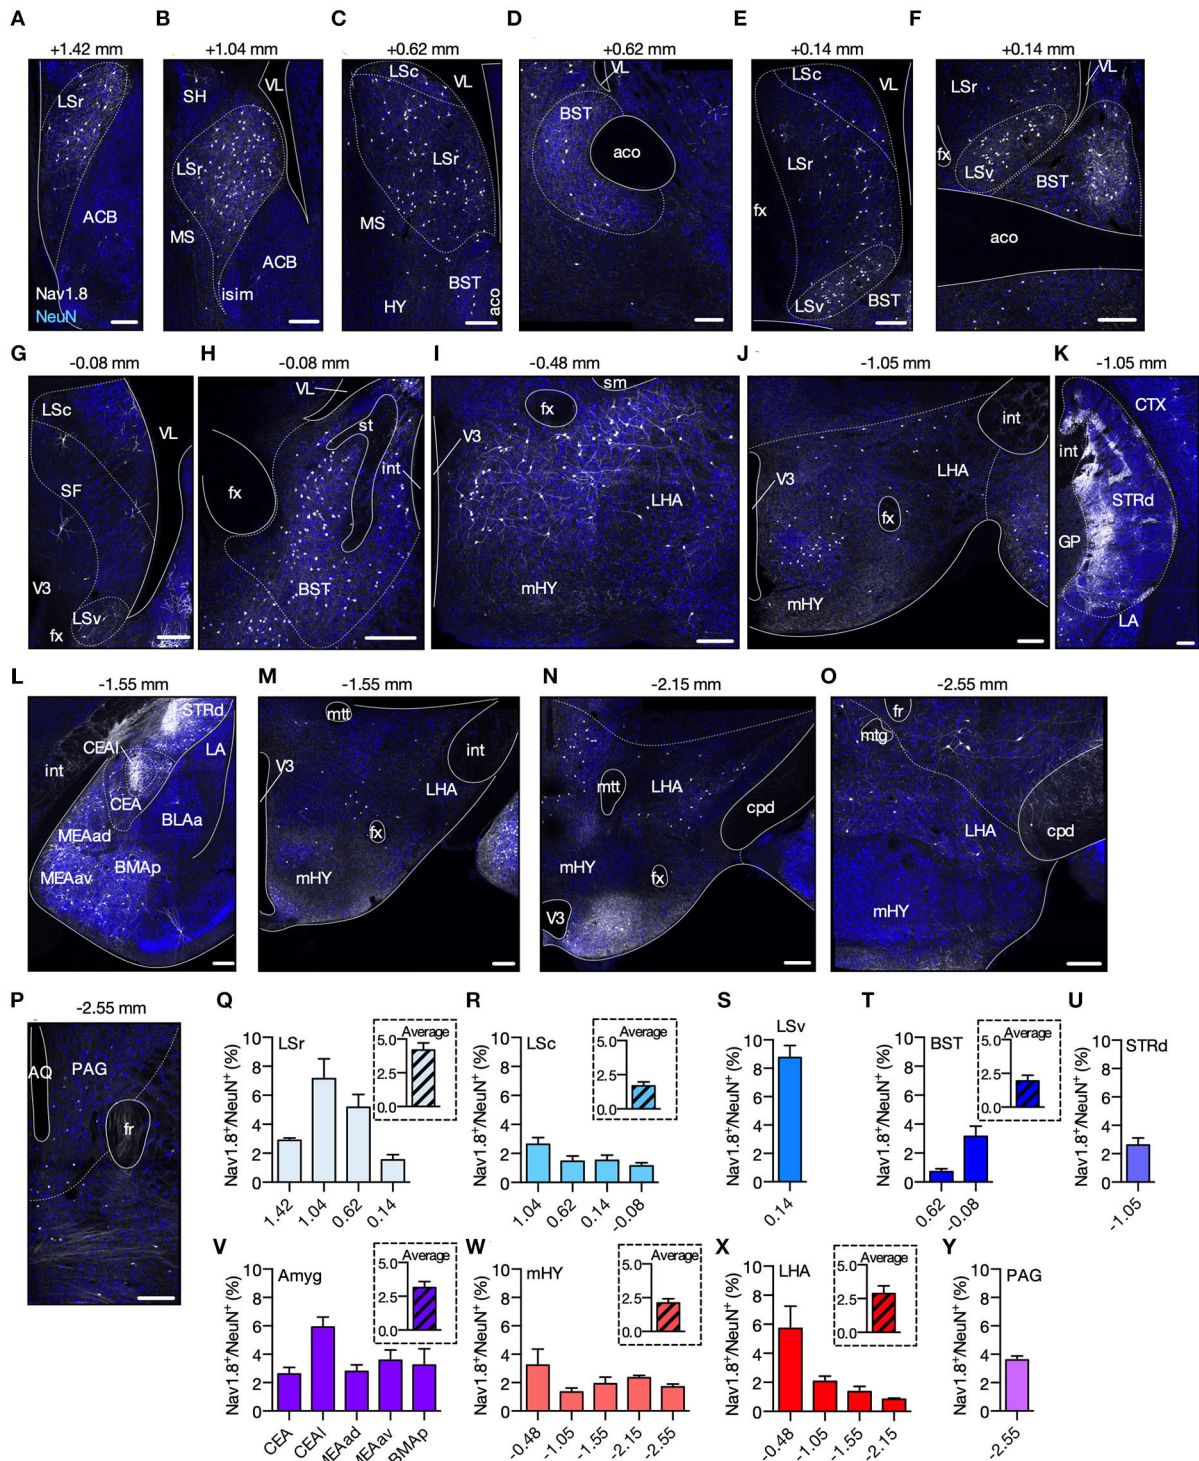 A
B
C
D
E
F
+1.42 mm
+1.04 mm
+0.62 mm
+0.62 mm
+0.14 mm
+0.14 mm
LSr
ACB
Nav1.8
NeuN
SH
VL
LSr
MS
ACB
isim
LSc
VL
LSr
MS
BST
HY
aco
VL
BST
aco
LSc
VL
LSr
fx
LSv
BST
LSr
VL
fx
LSv
BST
aco
G
H
I
J
K
-0.08 mm
-0.08 mm
-0.48 mm
-1.05 mm
-1.05 mm
LSc
VL
SF
V3
LSv
fx
VL
st
int
fx
BST
sm
fx
V3
LHA
mHY
int
V3
LHA
fx
mHY
CTX
int
STRd
GP
LA
L
M
N
O
-1.55 mm
-1.55 mm
-2.15 mm
-2.55 mm
STRd
CEAl
LA
int
CEA
BLAa
MEAad
BMAp
MEAav
mtt
V3
int
LHA
fx
mHY
mtt
LHA
cpd
mHY
fx
V3
fr
mtg
LHA
cpd
mHY
P
-2.55 mm
AQ
PAG
fr
Q
Nav1.8+/NeuN+ (%)
10
8
6
4
2
0
LSr
Average
5.0
2.5
0.0
1.42
1.04
0.62
0.14
R
Nav1.8+/NeuN+ (%)
10
8
6
4
2
0
LSc
Average
5.0
2.5
0.0
1.04
0.62
0.14
-0.08
S
Nav1.8+/NeuN+ (%)
10
8
6
4
2
0
LSv
0.14
T
Nav1.8+/NeuN+ (%)
10
8
6
4
2
0
BST
Average
5.0
2.5
0.0
0.62
-0.08
U
Nav1.8+/NeuN+ (%)
10
8
6
4
2
0
STRd
-1.05
V
Nav1.8+/NeuN+ (%)
10
8
6
4
2
0
Amyg
Average
5.0
2.5
0.0
CEA
CEAl
MEAad
MEAav
BMAp
W
Nav1.8+/NeuN+ (%)
10
8
6
4
2
0
mHY
Average
5.0
2.5
0.0
-0.48
-1.05
-1.55
-2.15
-2.55
X
Nav1.8+/NeuN+ (%)
10
8
6
4
2
0
LHA
Average
5.0
2.5
0.0
-0.48
-1.05
-1.55
-2.15
Y
Nav1.8+/NeuN+ (%)
10
8
6
4
2
0
PAG
-2.55